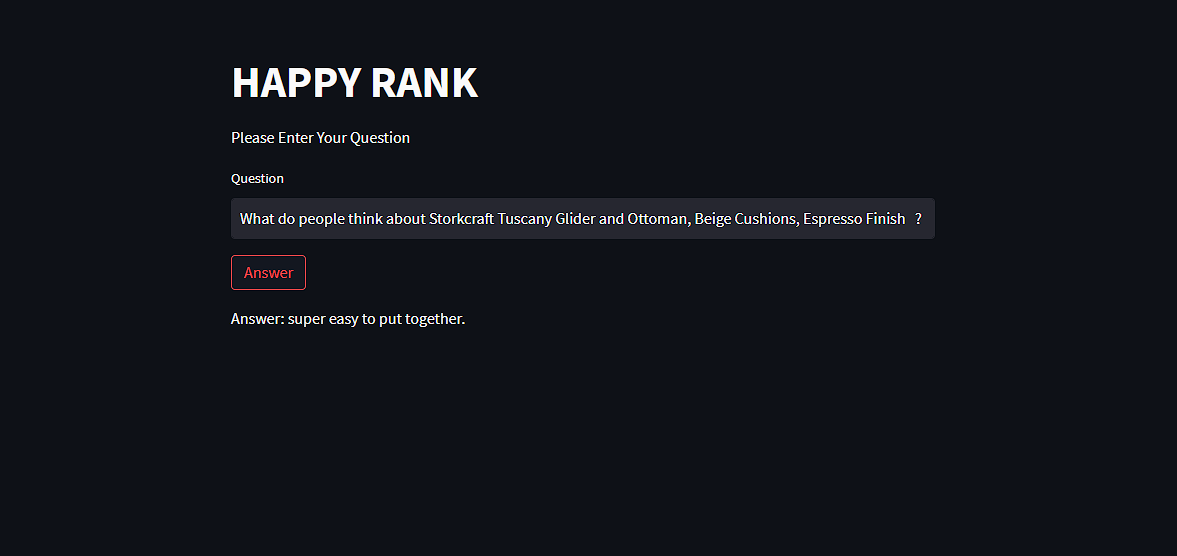 HAPPY RANK
Please Enter Your Question
Question
What do people think about Storkcraft Tuscany Glider and Ottoman, Beige Cushions, Espresso Finish ?
Answer
Answer: super easy to put together.